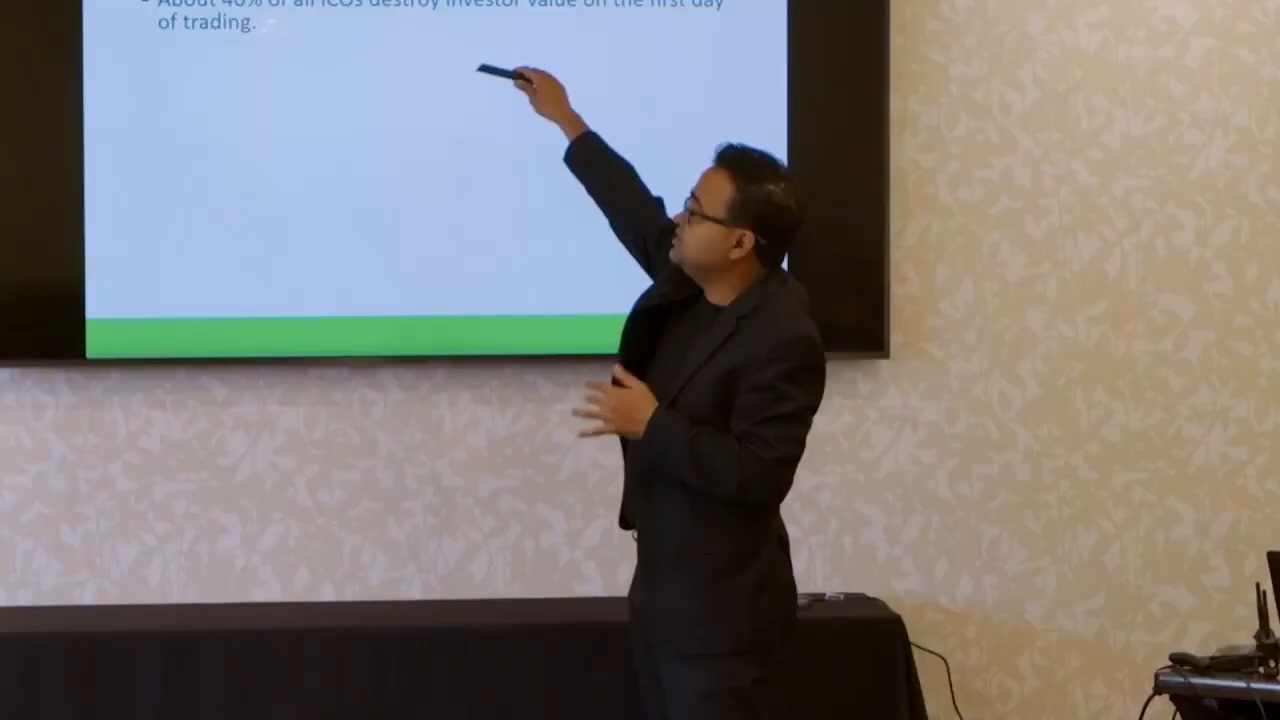 - About 40% of all ICOs destroy investor value on the first day
of trading.